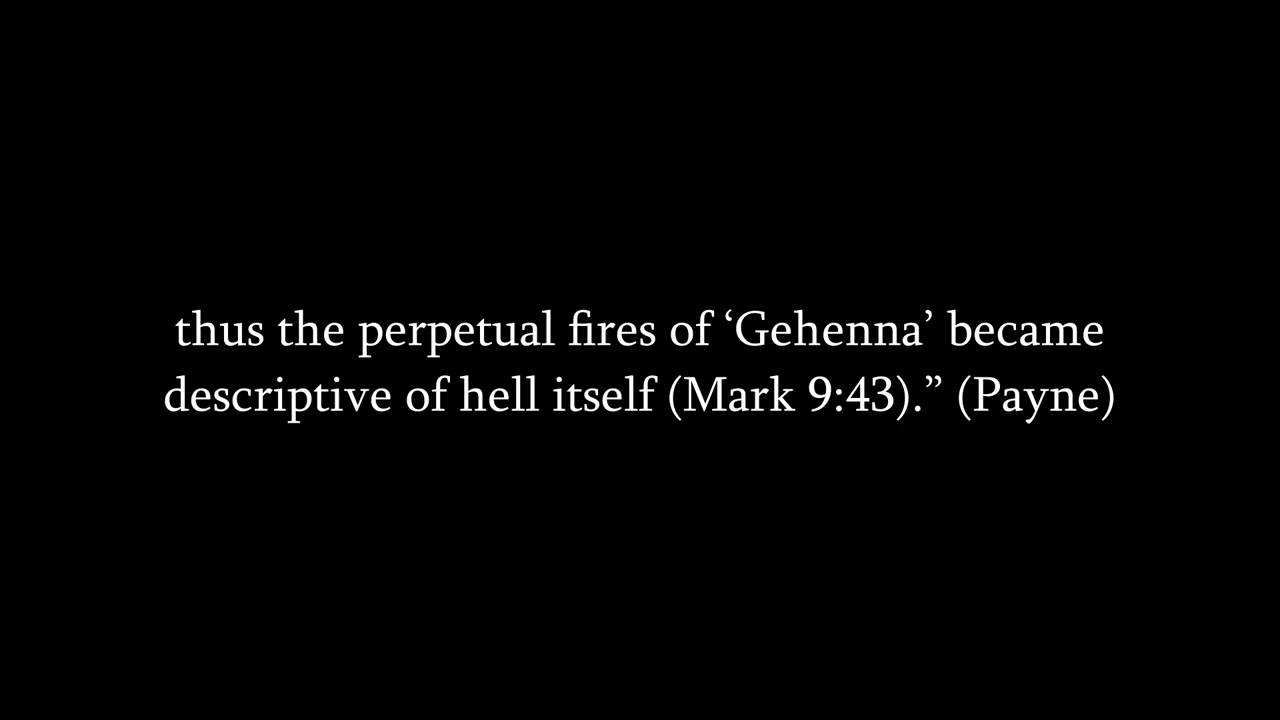 thus the perpetual fires of ‘Gehenna’ became
descriptive of hell itself (Mark 9:43).” (Payne)